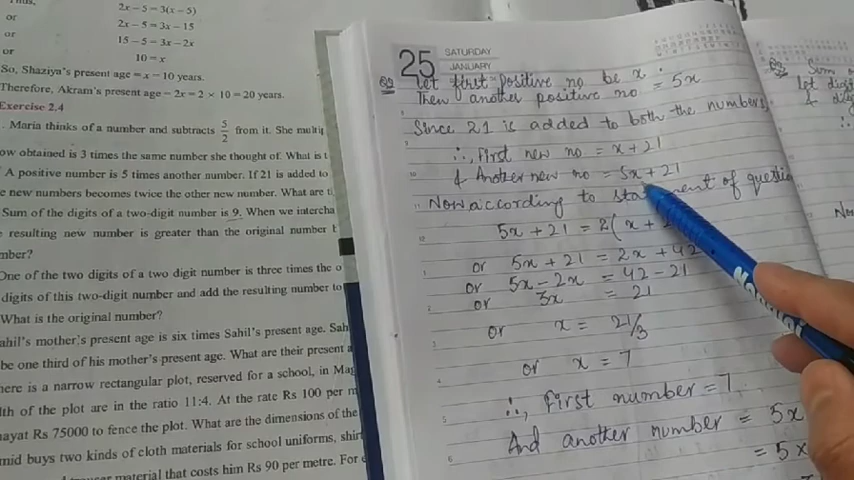 2x – 5 = 3(x – 5)
or 2x – 5 = 3x – 15
or 15 – 5 = 3x – 2x
or 10 = x
So, Shaziya's present age = x = 10 years.
Therefore, Akram's present age = 2x = 2 × 10 = 20 years.
Exercise 2.4
Maria thinks of a number and subtracts 5/2 from it. She
ow obtained is 3 times the same number she thought of. What is
A positive number is 5 times another number. If 21 is added to
e new numbers becomes twice the other new number. What are
Sum of the digits of a two-digit number is 9. When we
resulting new number is greater than the original number
mber?
One of the two digits of a two digit number is three times the
digits of this two-digit number and add the resulting number to
What is the original number?
ahil's mother's present age is six times Sahil's present age.
be one third of his mother's present age. What are their present
here is a narrow rectangular plot, reserved for a school, in
lth of the plot are in the ratio 11:4. At the rate Rs 100 per
hayat Rs 75000 to fence the plot. What are the dimensions of
mid buys two kinds of cloth materials for school uniforms,
material that costs him Rs 90 per metre. For
25 SATURDAY
JANUARY
Q2 Let first positive no be x
Then another positive no = 5x
Since 21 is added to both the numbers,
∴, First new no = x + 21
& Another new no = 5x + 21
Now according to of
5x + 21 = 2(x +
or 5x + 21 = 2x + 42
or 5x – 2x = 42 – 21
or 3x = 21
or x = 21/3
or x = 7
∴, First number = 7
And another number = 5x
= 5x
Q3 Sum